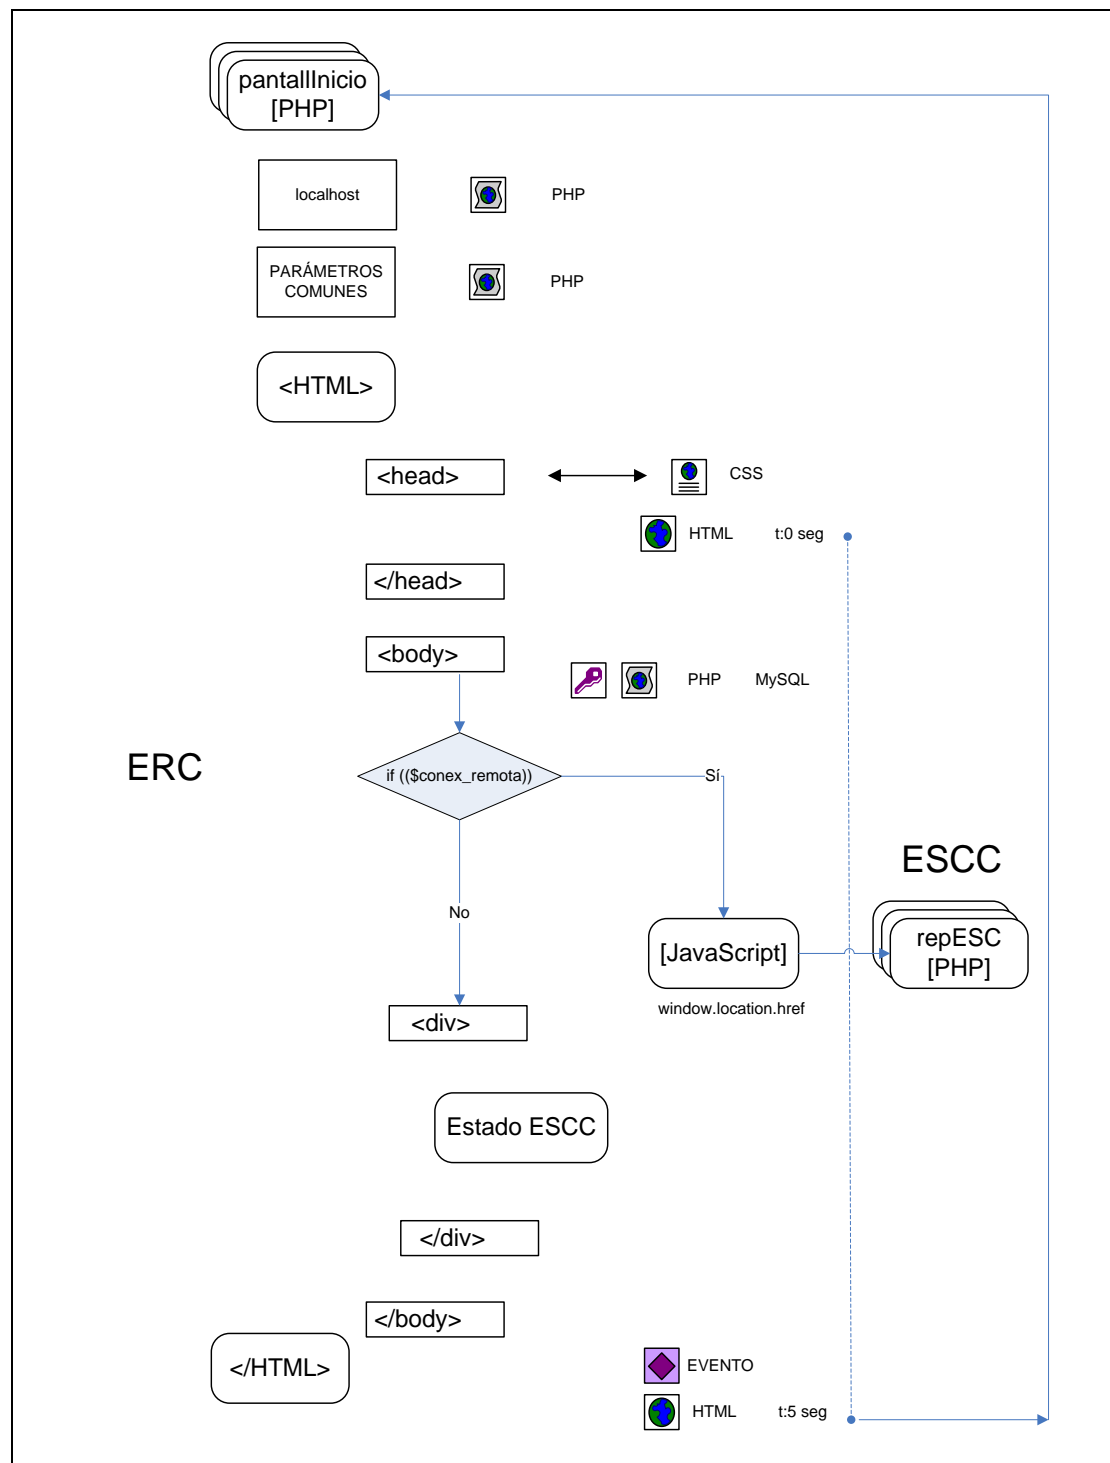 pantallInicio
[PHP]
localhost
PHP
PARÁMETROS
COMUNES
PHP
<HTML>
<head>
CSS
HTML t:0 seg
</head>
<body>
PHP MySQL
ERC
if (($conex_remota))
Sí
ESCC
No
[JavaScript]
repESC
[PHP]
window.location.href
<div>
Estado ESCC
</div>
</body>
</HTML>
EVENTO
HTML t:5 seg